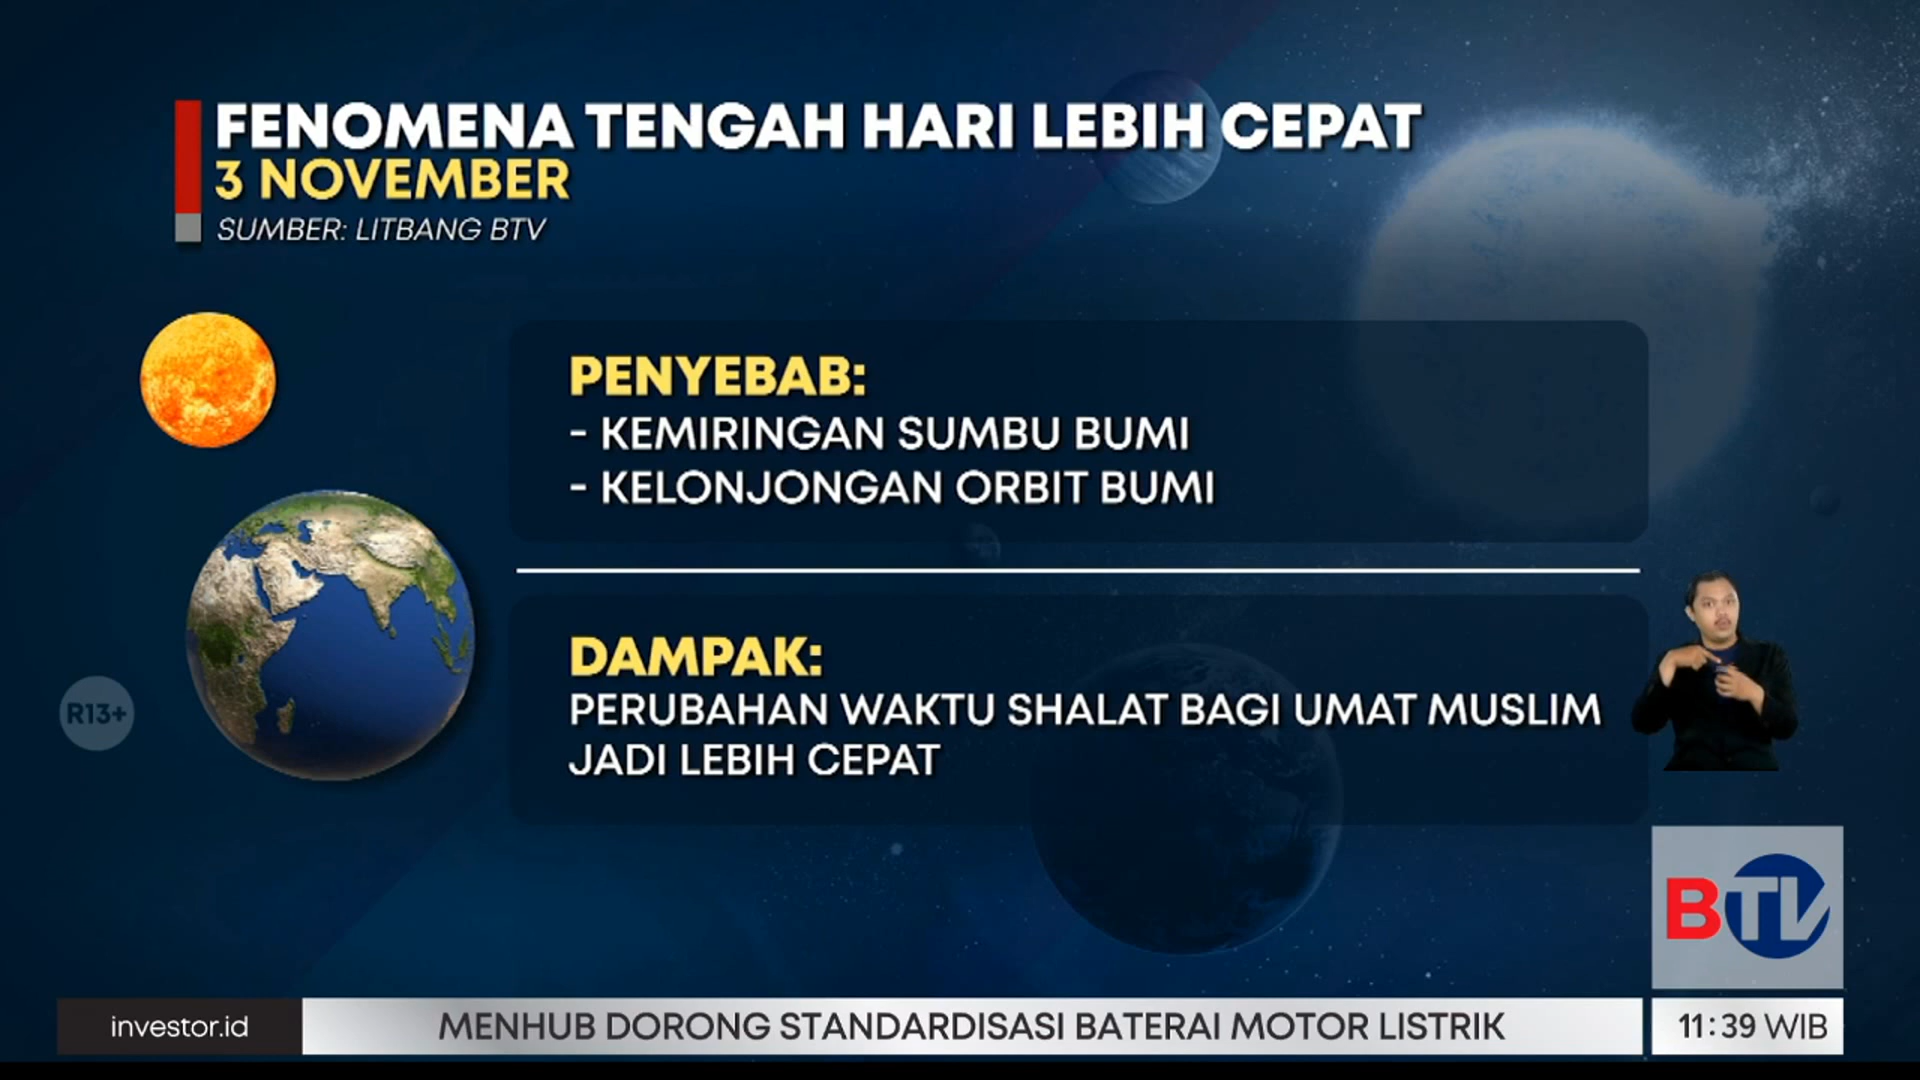 FENOMENA TENGAH HARI LEBIH CEPAT
3 NOVEMBER
SUMBER: LITBANG BTV
PENYEBAB:
- KEMIRINGAN SUMBU BUMI
- KELONJONGAN ORBIT BUMI
DAMPAK:
PERUBAHAN WAKTU SHALAT BAGI UMAT MUSLIM
JADI LEBIH CEPAT
R13+
BTV
investor.id
MENHUB DORONG STANDARDISASI BATERAI MOTOR LISTRIK
11:39 WIB